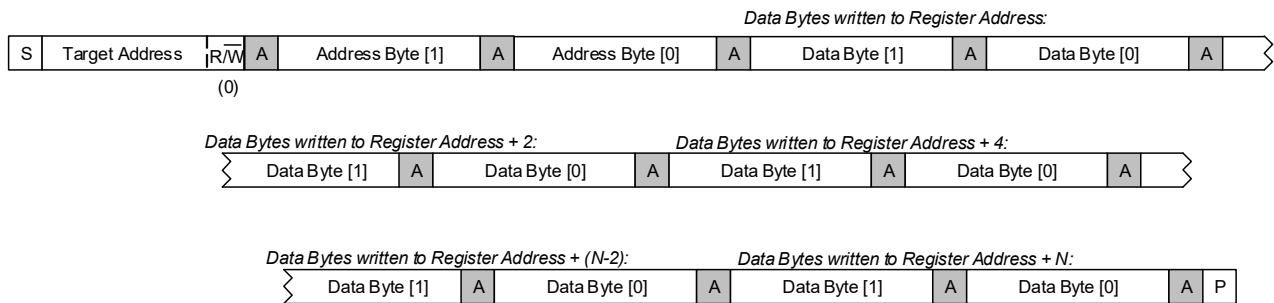 Data Bytes written to Register Address:
S Target Address R/W̅ A Address Byte [1] A Address Byte [0] A Data Byte [1] A Data Byte [0] A
(0)
Data Bytes written to Register Address + 2: Data Bytes written to Register Address + 4:
Data Byte [1] A Data Byte [0] A Data Byte [1] A Data Byte [0] A
Data Bytes written to Register Address + (N-2): Data Bytes written to Register Address + N:
Data Byte [1] A Data Byte [0] A Data Byte [1] A Data Byte [0] A P